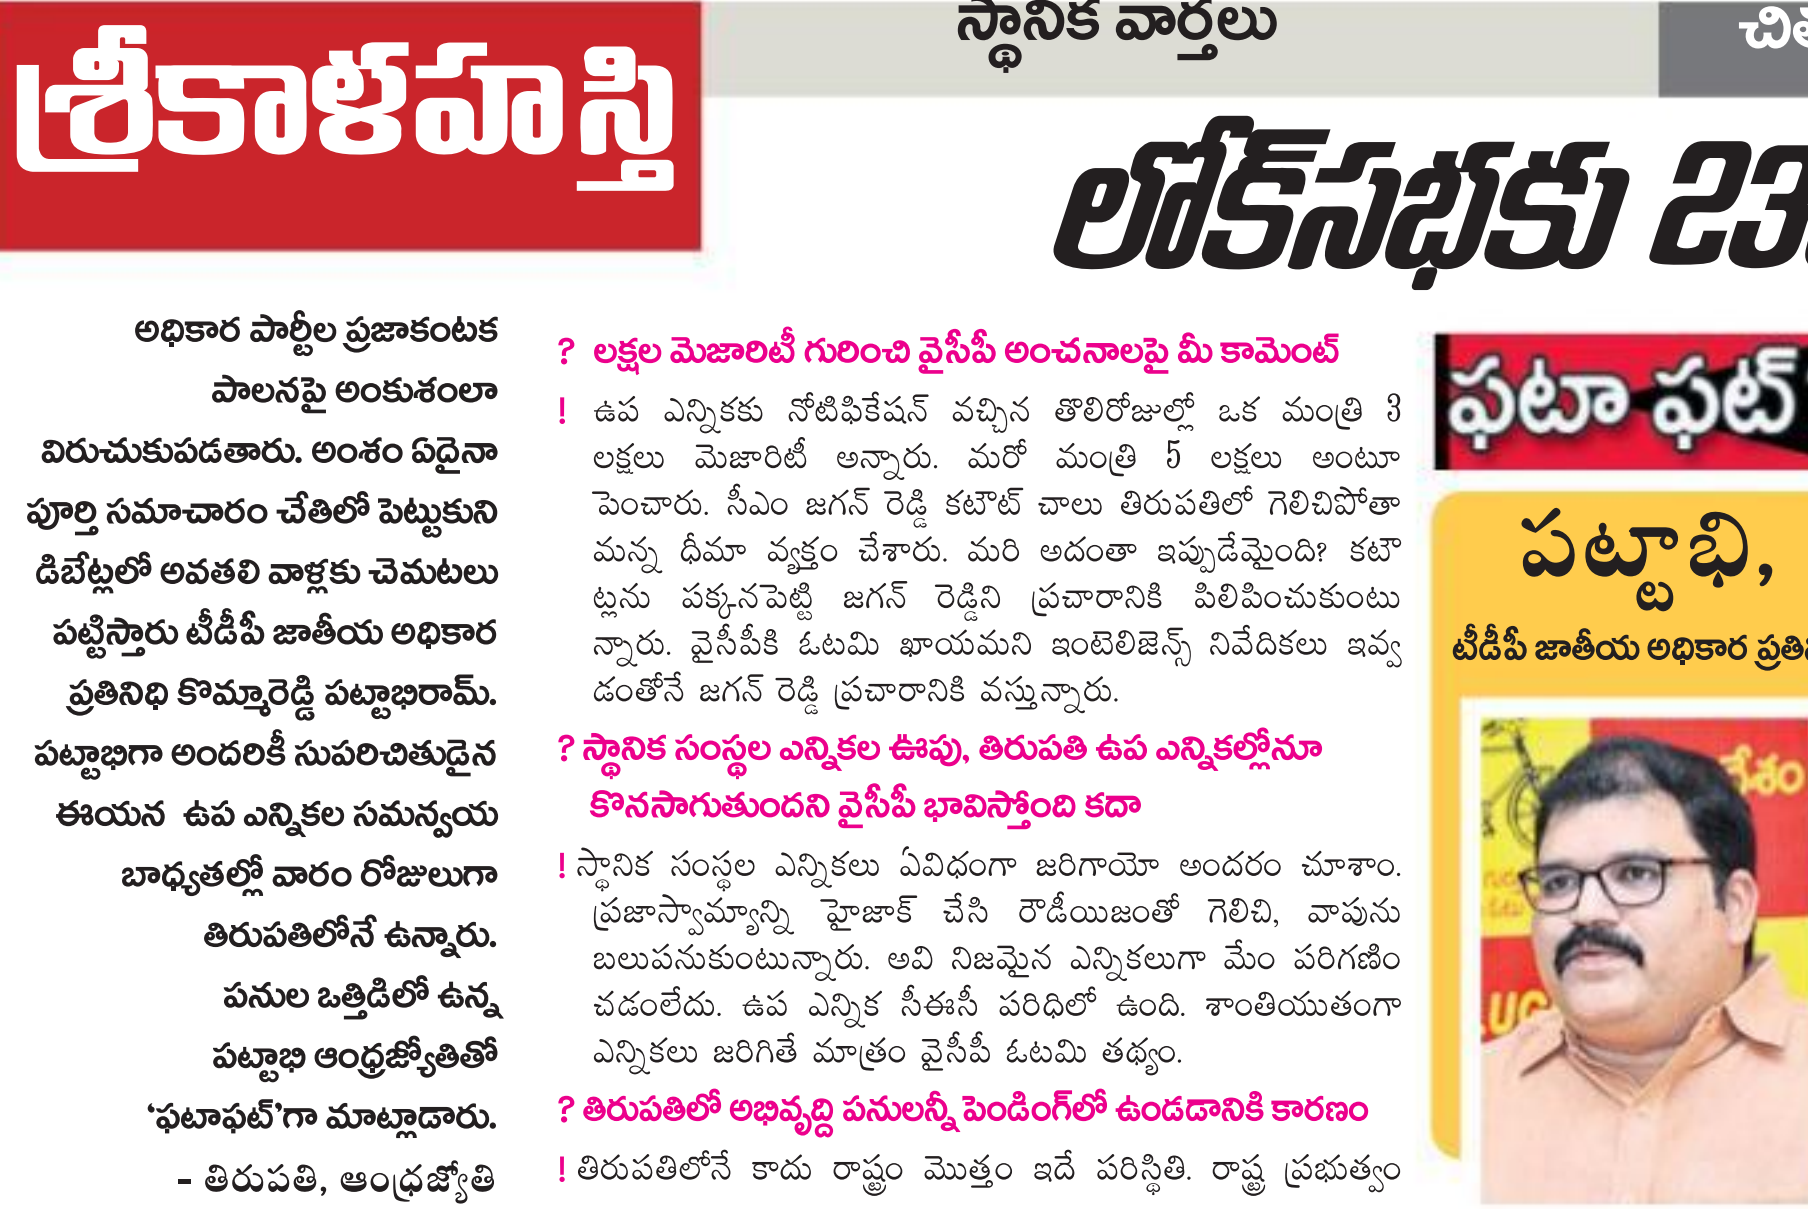 స్థానిక వార్తలు
శ్రీకాళహస్తి
లోక్‌సభకు 23
అధికార పార్టీల ప్రజాకంటక
పాలనపై అంకుశంలా
విరుచుకుపడతారు. అంశం ఏదైనా
పూర్తి సమాచారం చేతిలో పెట్టుకుని
డిబేట్లలో అవతలి వాళ్లకు చెమటలు
పట్టిస్తారు టీడీపీ జాతీయ అధికార
ప్రతినిధి కొమ్మారెడ్డి పట్టాభిరామ్.
పట్టాభిగా అందరికీ సుపరిచితుడైన
ఈయన ఉప ఎన్నికల సమన్వయ
బాధ్యతల్లో వారం రోజులుగా
తిరుపతిలోనే ఉన్నారు.
పనుల ఒత్తిడిలో ఉన్న
పట్టాభి ఆంధ్రజ్యోతితో
‘ఫటాఫట్’గా మాట్లాడారు.
- తిరుపతి, ఆంధ్రజ్యోతి
? లక్షల మెజారిటీ గురించి వైసీపీ అంచనాలపై మీ కామెంట్
! ఉప ఎన్నికకు నోటిఫికేషన్ వచ్చిన తొలిరోజుల్లో ఒక మంత్రి 3
లక్షలు మెజారిటీ అన్నారు. మరో మంత్రి 5 లక్షలు అంటూ
పెంచారు. సీఎం జగన్ రెడ్డి కటౌట్ చాలు తిరుపతిలో గెలిచిపోతా
మన్న ధీమా వ్యక్తం చేశారు. మరి అదంతా ఇప్పుడేమైంది? కటౌ
ట్లను పక్కనపెట్టి జగన్ రెడ్డిని ప్రచారానికి పిలిపించుకుంటు
న్నారు. వైసీపీకి ఓటమి ఖాయమని ఇంటెలిజెన్స్ నివేదికలు ఇవ్వ
డంతోనే జగన్ రెడ్డి ప్రచారానికి వస్తున్నారు.
? స్థానిక సంస్థల ఎన్నికల ఊపు, తిరుపతి ఉప ఎన్నికల్లోనూ
కొనసాగుతుందని వైసీపీ భావిస్తోంది కదా
! స్థానిక సంస్థల ఎన్నికలు ఏవిధంగా జరిగాయో అందరం చూశాం.
ప్రజాస్వామ్యాన్ని హైజాక్ చేసి రౌడీయిజంతో గెలిచి, వాపును
బలుపనుకుంటున్నారు. అవి నిజమైన ఎన్నికలుగా మేం పరిగణిం
చడంలేదు. ఉప ఎన్నిక సీఈసీ పరిధిలో ఉంది. శాంతియుతంగా
ఎన్నికలు జరిగితే మాత్రం వైసీపీ ఓటమి తథ్యం.
? తిరుపతిలో అభివృద్ది పనులన్నీ పెండింగ్‌లో ఉండడానికి కారణం
! తిరుపతిలోనే కాదు రాష్ట్రం మొత్తం ఇదే పరిస్థితి. రాష్ట్ర ప్రభుత్వం
ఫటా ఫట్
పట్టాభి,
టీడీపీ జాతీయ అధికార